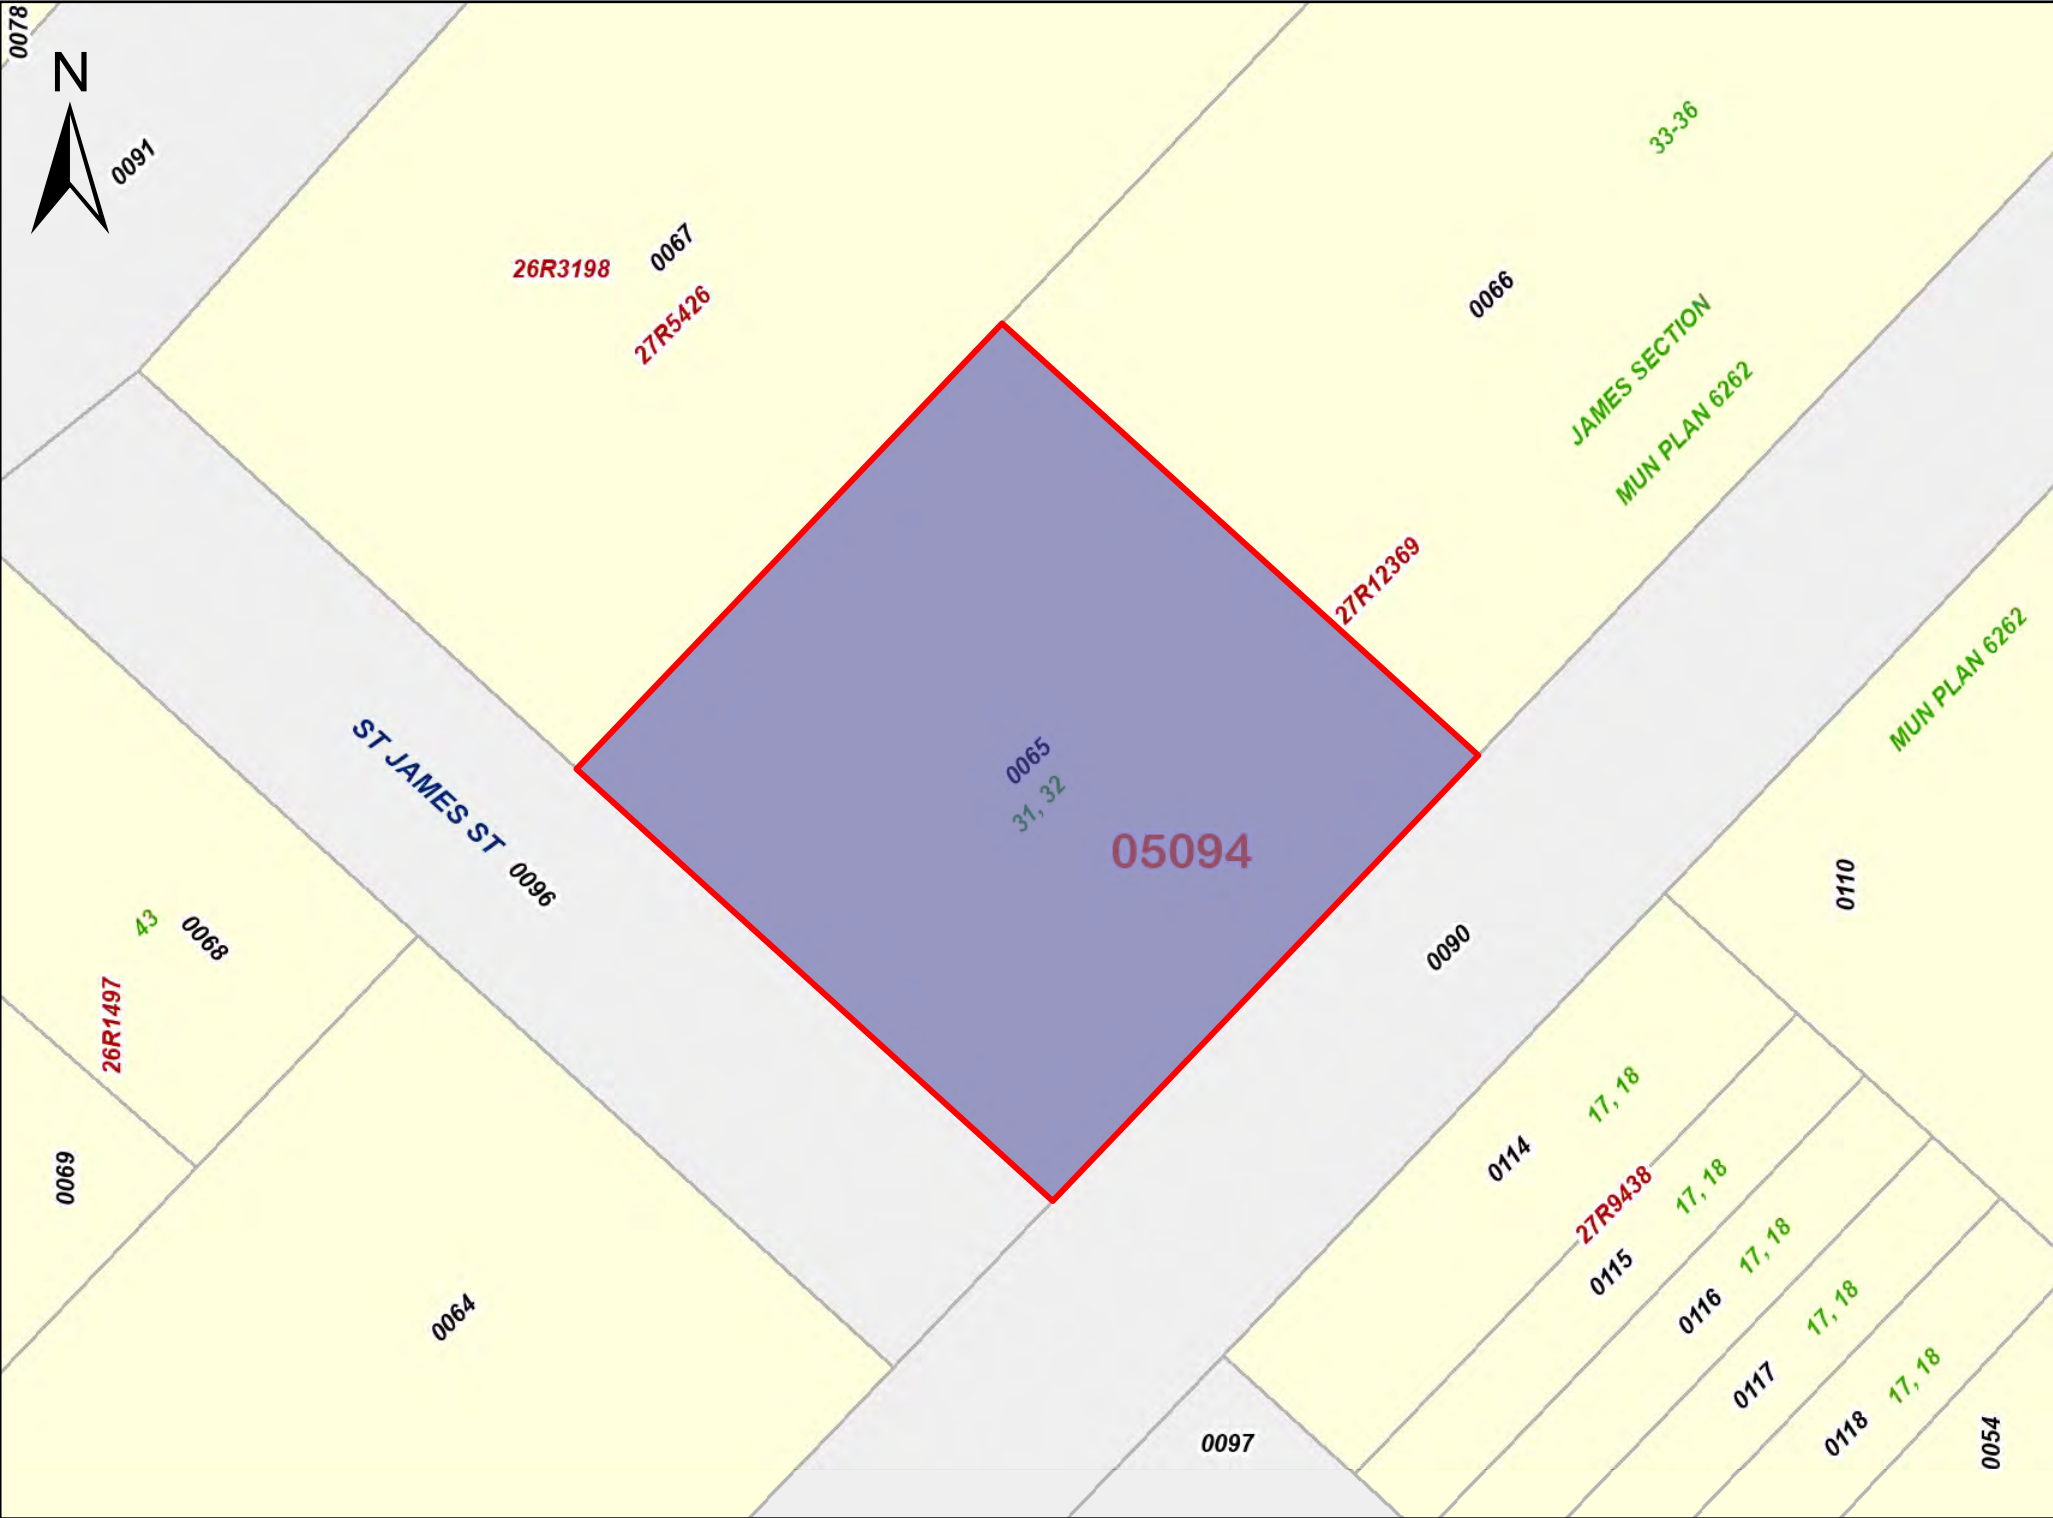 0078
N
0091
33-36
0067
26R3198
27R5426
0066
JAMES SECTION
MUN PLAN 6262
27R12369
MUN PLAN 6262
0065
31, 32
05094
ST JAMES ST
0096
0110
43
0068
0090
26R1497
17, 18
0114
0069
27R9438
17, 18
0115
17, 18
0116
0064
17, 18
0117
17, 18
0118
0097
0054